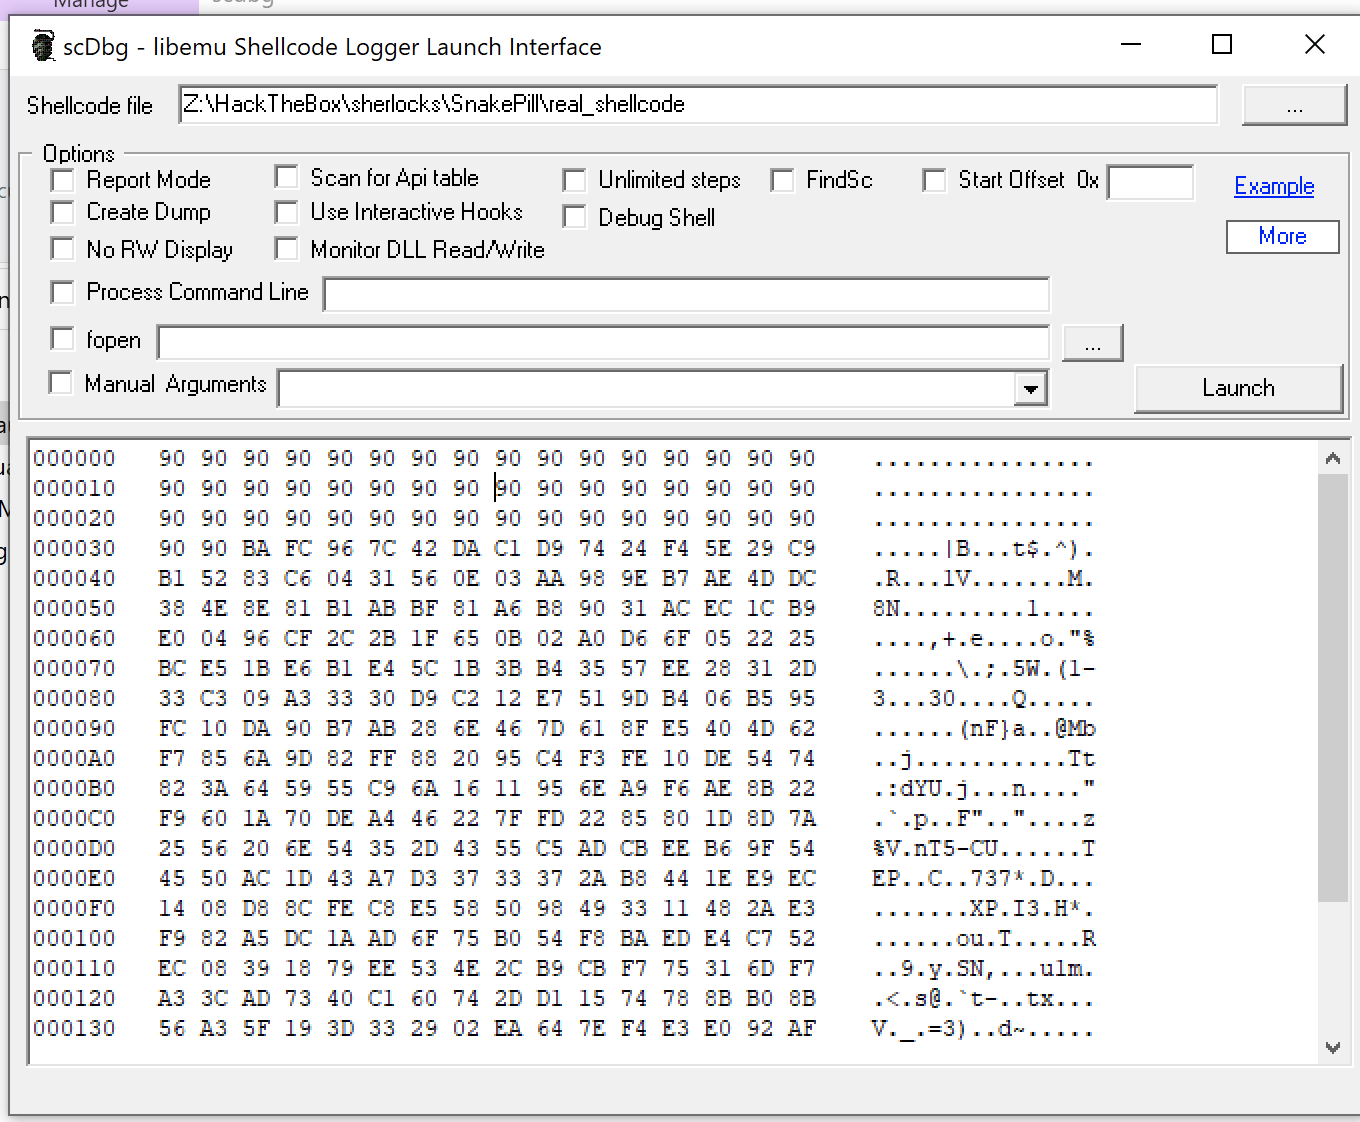 Manage
scdbg
scDbg - libemu Shellcode Logger Launch Interface
Shellcode file Z:\HackTheBox\sherlocks\SnakePill\real_shellcode ...
Options
Report Mode Scan for Api table Unlimited steps FindSc Start Offset 0x Example
Create Dump Use Interactive Hooks Debug Shell More
No RW Display Monitor DLL Read/Write
Process Command Line
fopen ...
Manual Arguments Launch
000000 90 90 90 90 90 90 90 90 90 90 90 90 90 90 90 90 ................
000010 90 90 90 90 90 90 90 90 90 90 90 90 90 90 90 90 ................
000020 90 90 90 90 90 90 90 90 90 90 90 90 90 90 90 90 ................
000030 90 90 BA FC 96 7C 42 DA C1 D9 74 24 F4 5E 29 C9 .....|B...t$.^).
000040 B1 52 83 C6 04 31 56 0E 03 AA 98 9E B7 AE 4D DC .R...1V.......M.
000050 38 4E 8E 81 B1 AB BF 81 A6 B8 90 31 AC EC 1C B9 8N.........1....
000060 E0 04 96 CF 2C 2B 1F 65 0B 02 A0 D6 6F 05 22 25 ....,+.e....o."%
000070 BC E5 1B E6 B1 E4 5C 1B 3B B4 35 57 EE 28 31 2D ......\.;.5W.(1-
000080 33 C3 09 A3 33 30 D9 C2 12 E7 51 9D B4 06 B5 95 3...30....Q.....
000090 FC 10 DA 90 B7 AB 28 6E 46 7D 61 8F E5 40 4D 62 ......(nF}a..@Mb
0000A0 F7 85 6A 9D 82 FF 88 20 95 C4 F3 FE 10 DE 54 74 ..j...........Tt
0000B0 82 3A 64 59 55 C9 6A 16 11 95 6E A9 F6 AE 8B 22 .:dYU.j...n...."
0000C0 F9 60 1A 70 DE A4 46 22 7F FD 22 85 80 1D 8D 7A .`.p..F"..“....z
0000D0 25 56 20 6E 54 35 2D 43 55 C5 AD CB EE B6 9F 54 %V.nT5-CU......T
0000E0 45 50 AC 1D 43 A7 D3 37 33 37 2A B8 44 1E E9 EC EP..C..737*.D...
0000F0 14 08 D8 8C FE C8 E5 58 50 98 49 33 11 48 2A E3 .......XP.I3.H*.
000100 F9 82 A5 DC 1A AD 6F 75 B0 54 F8 BA ED E4 C7 52 ......ou.T.....R
000110 EC 08 39 18 79 EE 53 4E 2C B9 CB F7 75 31 6D F7 ..9.y.SN,...u1m.
000120 A3 3C AD 73 40 C1 60 74 2D D1 15 74 78 8B B0 8B .<.s@.`t-..tx...
000130 56 A3 5F 19 3D 33 29 02 EA 64 7E F4 E3 E0 92 AF V._.=3)..d~.....